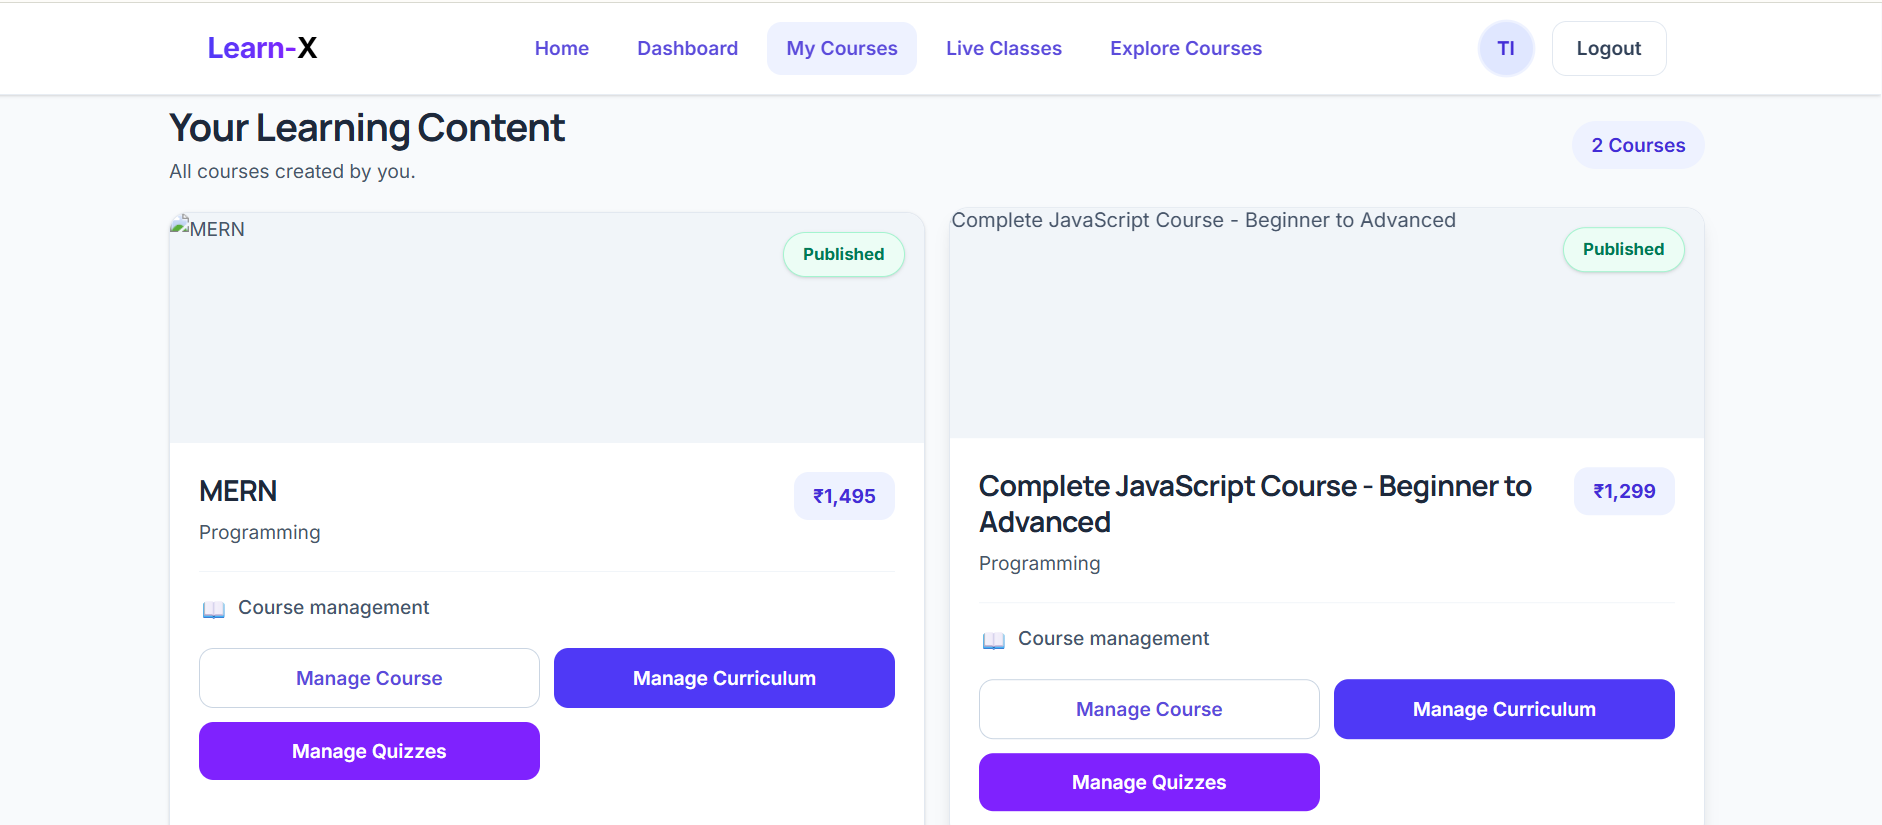 Learn-X
Home
Dashboard
My Courses
Live Classes
Explore Courses
TI
Logout
Your Learning Content
All courses created by you.
2 Courses
MERN
Published
MERN
₹1,495
Programming
Course management
Manage Course
Manage Curriculum
Manage Quizzes
Complete JavaScript Course - Beginner to Advanced
Published
Complete JavaScript Course - Beginner to
Advanced
₹1,299
Programming
Course management
Manage Course
Manage Curriculum
Manage Quizzes